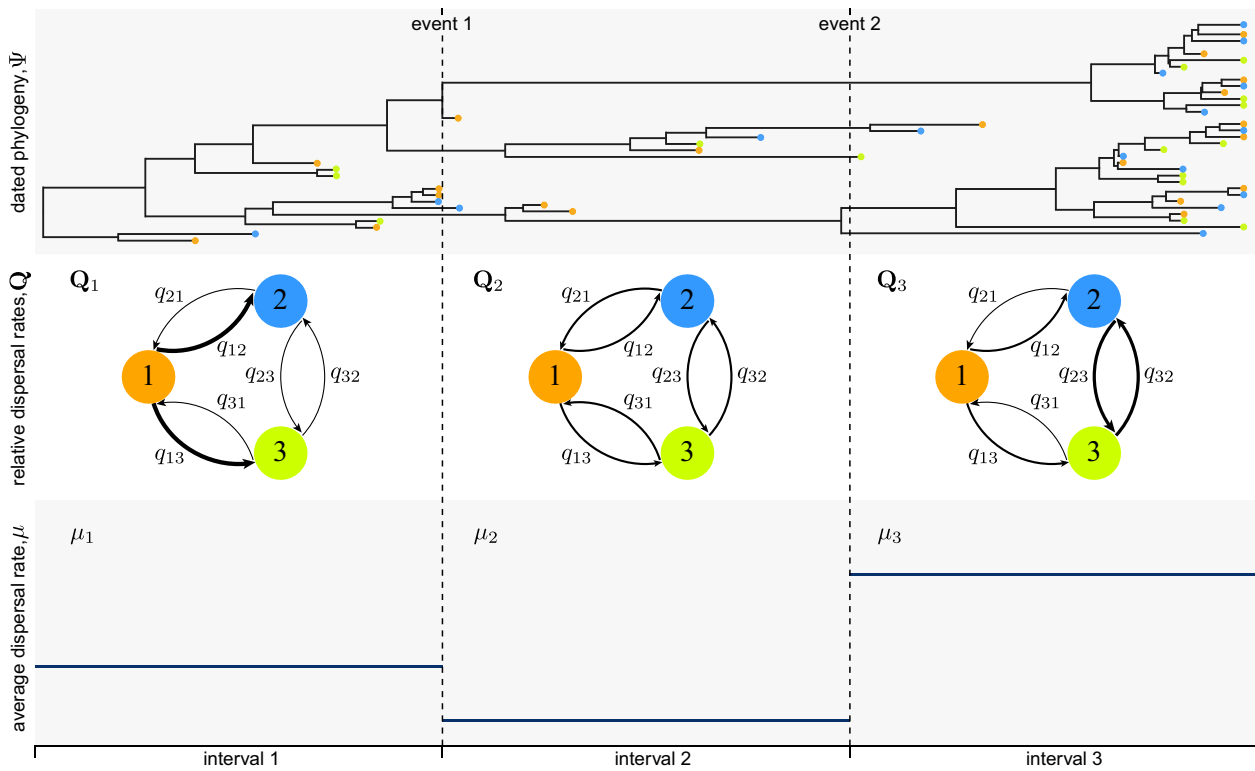 event 1
event 2
dated phylogeny, Ψ
relative dispersal rates, Q
Q₁
q₂₁
q₁₂
q₂₃
q₃₂
q₃₁
q₁₃
1
2
3
Q₂
q₂₁
q₁₂
q₂₃
q₃₂
q₃₁
q₁₃
1
2
3
Q₃
q₂₁
q₁₂
q₂₃
q₃₂
q₃₁
q₁₃
1
2
3
average dispersal rate, μ
μ₁
μ₂
μ₃
interval 1
interval 2
interval 3